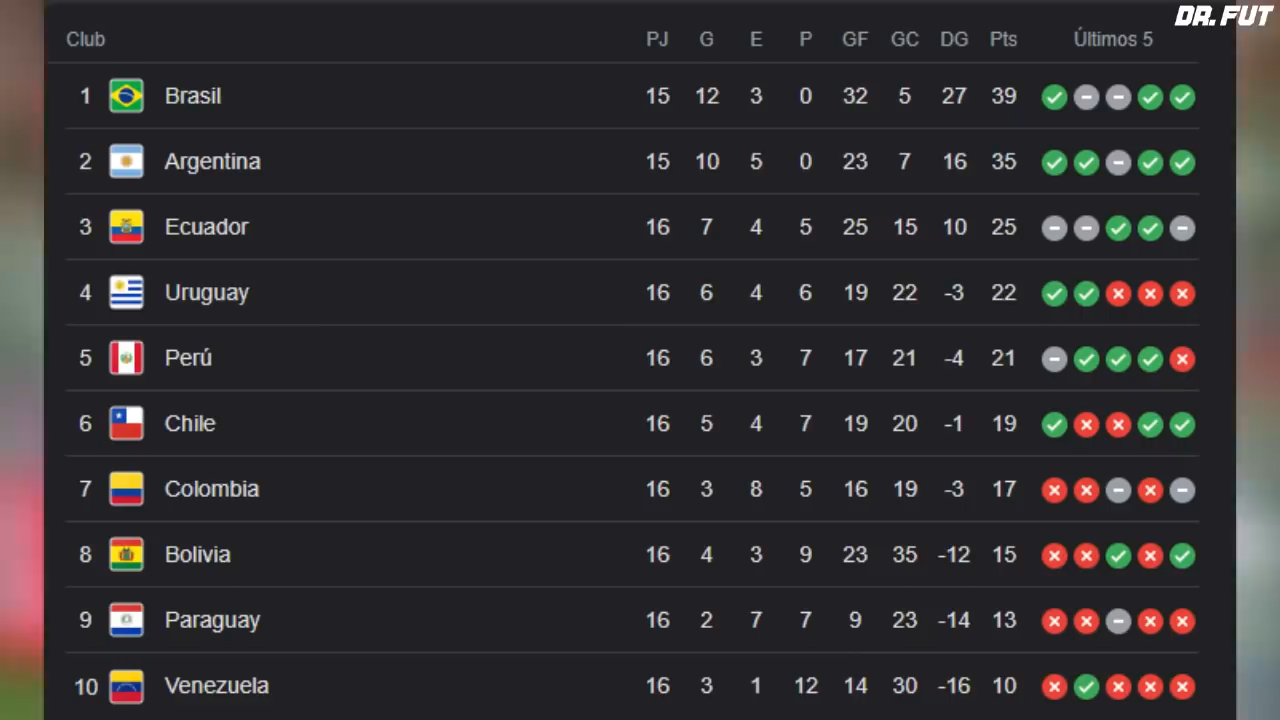 DR. FUT
Club PJ G E P GF GC DG Pts Últimos 5
1 Brasil 15 12 3 0 32 5 27 39
2 Argentina 15 10 5 0 23 7 16 35
3 Ecuador 16 7 4 5 25 15 10 25
4 Uruguay 16 6 4 6 19 22 -3 22
5 Perú 16 6 3 7 17 21 -4 21
6 Chile 16 5 4 7 19 20 -1 19
7 Colombia 16 3 8 5 16 19 -3 17
8 Bolivia 16 4 3 9 23 35 -12 15
9 Paraguay 16 2 7 7 9 23 -14 13
10 Venezuela 16 3 1 12 14 30 -16 10